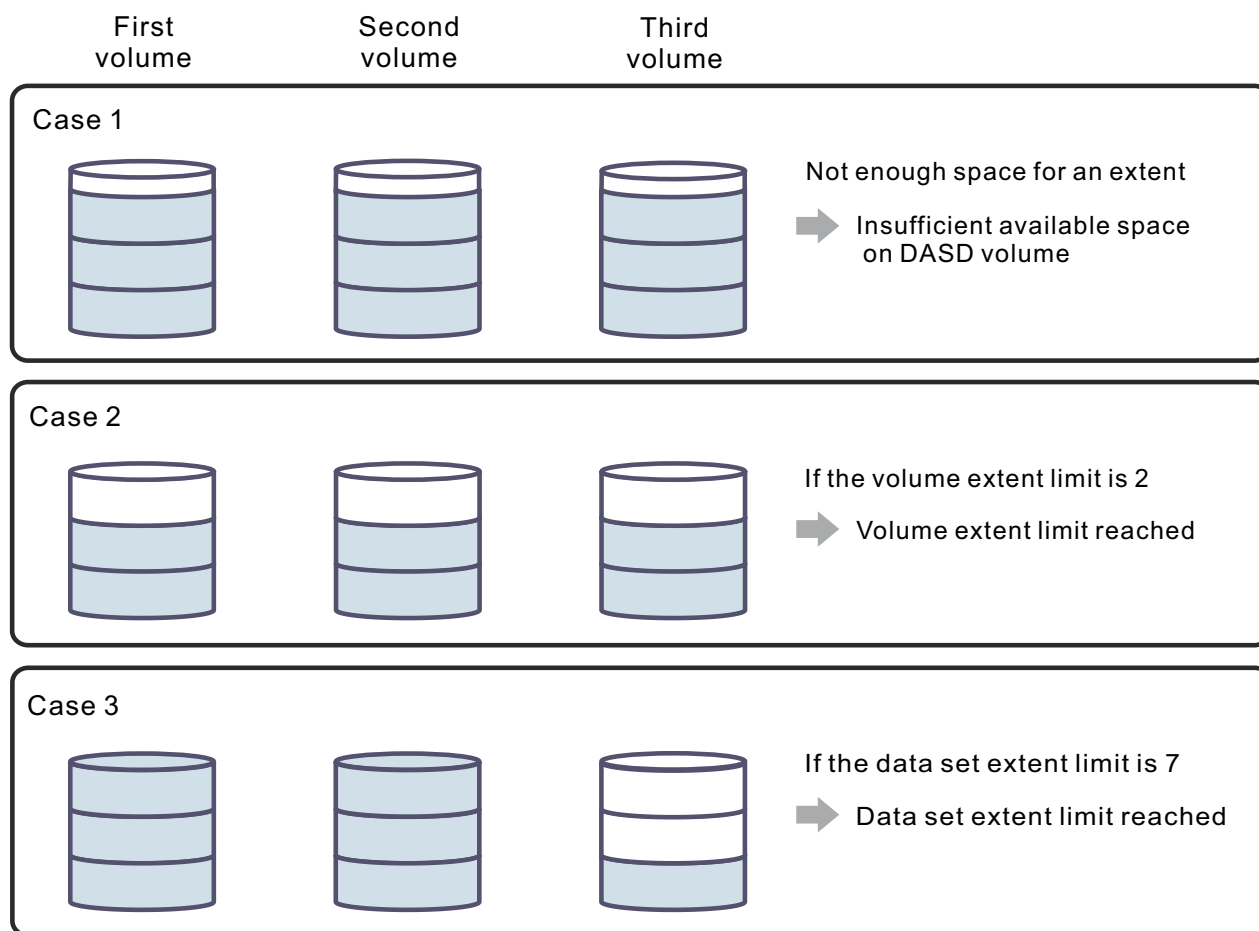 First
volume
Second
volume
Third
volume
Case 1
Not enough space for an extent
Insufficient available space
on DASD volume
Case 2
If the volume extent limit is 2
Volume extent limit reached
Case 3
If the data set extent limit is 7
Data set extent limit reached